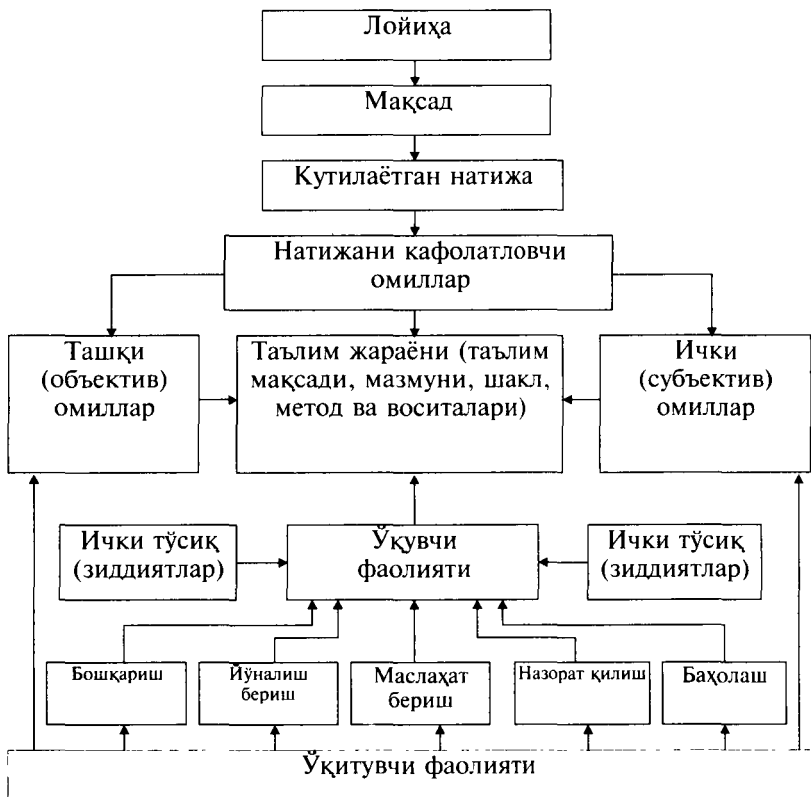 Лойиҳа
Мақсад
Кутилаётган натижа
Натижани кафолатловчи
омиллар
Ташқи
(объектив)
омиллар
Таълим жараёни (таълим
мақсади, мазмуни, шакл,
метод ва воситалари)
Ички
(субъектив)
омиллар
Ички тўсиқ
(зиддиятлар)
Ўқувчи
фаолияти
Ички тўсиқ
(зиддиятлар)
Бошқариш
Йўналиш
бериш
Маслаҳат
бериш
Назорат қилиш
Баҳолаш
Ўқитувчи фаолияти